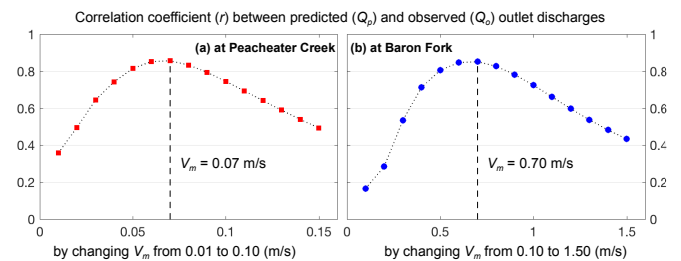 Correlation coefficient (r) between predicted (Qp) and observed (Qo) outlet discharges
(a) at Peacheater Creek
(b) at Baron Fork
1
0.8
0.6
0.4
0.2
0
Vm = 0.07 m/s
Vm = 0.70 m/s
1
0.8
0.6
0.4
0.2
0
0 0.05 0.1 0.15
0 0.5 1 1.5
by changing Vm from 0.01 to 0.10 (m/s)
by changing Vm from 0.10 to 1.50 (m/s)